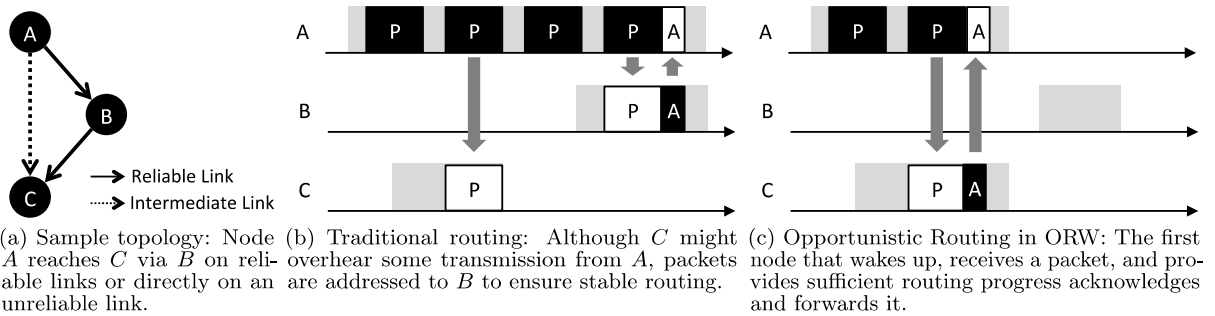 A
B
C
Reliable Link
Intermediate Link
(a) Sample topology: Node
A reaches C via B on reli-
able links or directly on an
unreliable link.
A
P P P P A
B
P A
C
P
(b) Traditional routing: Although C might
overhear some transmission from A, packets
are addressed to B to ensure stable routing.
A
P P A
B
C
P A
(c) Opportunistic Routing in ORW: The first
node that wakes up, receives a packet, and pro-
vides sufficient routing progress acknowledges
and forwards it.